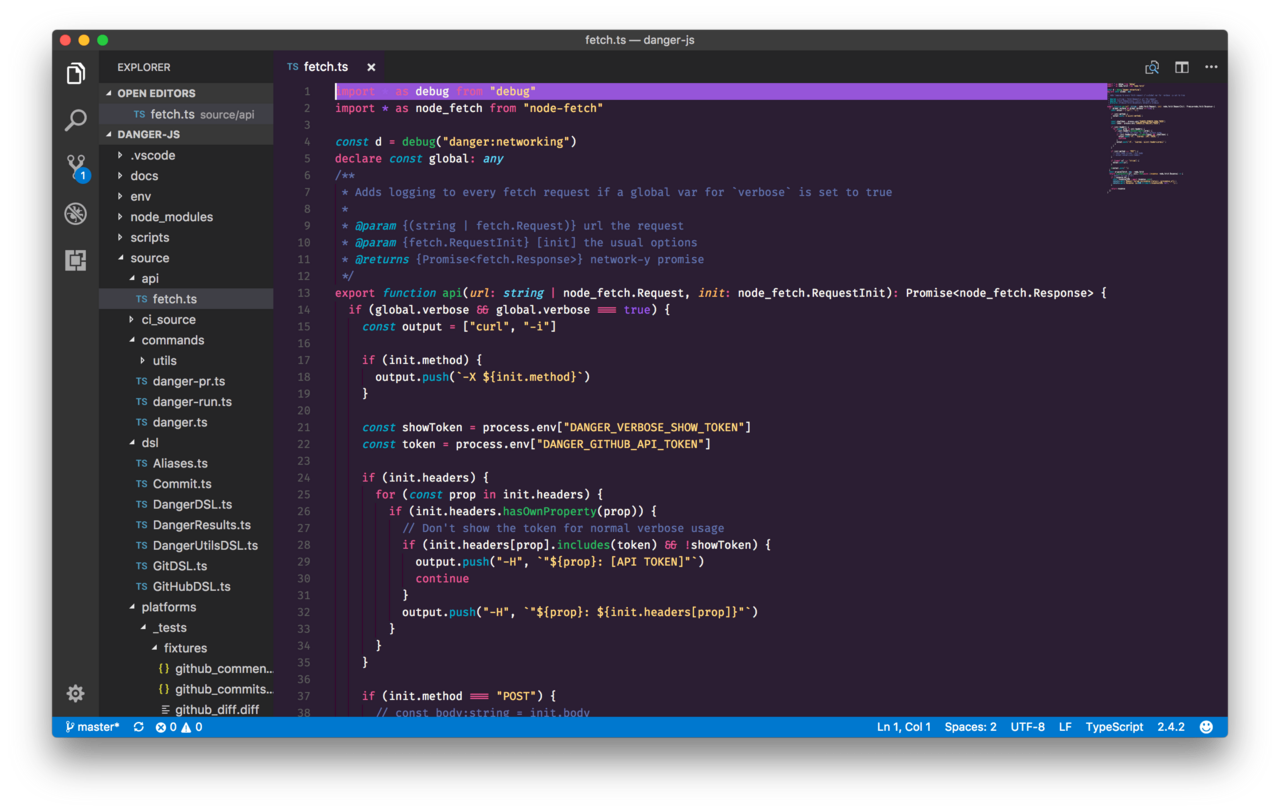 fetch.ts — danger-js
EXPLORER
OPEN EDITORS
TS fetch.ts source/api
DANGER-JS
.vscode
docs
env
node_modules
scripts
source
api
TS fetch.ts
ci_source
commands
utils
TS danger-pr.ts
TS danger-run.ts
TS danger.ts
dsl
TS Aliases.ts
TS Commit.ts
TS DangerDSL.ts
TS DangerResults.ts
TS DangerUtilsDSL.ts
TS GitDSL.ts
TS GitHubDSL.ts
platforms
_tests
fixtures
{} github_commen...
{} github_commits...
github_diff.diff
1
TS fetch.ts ×
1 import * as debug from "debug"
2 import * as node_fetch from "node-fetch"
3
4 const d = debug("danger:networking")
5 declare const global: any
6 /**
7 * Adds logging to every fetch request if a global var for `verbose` is set to true
8 *
9 * @param {(string | fetch.Request)} url the request
10 * @param {fetch.RequestInit} [init] the usual options
11 * @returns {Promise<fetch.Response>} network-y promise
12 */
13 export function api(url: string | node_fetch.Request, init: node_fetch.RequestInit): Promise<node_fetch.Response> {
14 if (global.verbose && global.verbose === true) {
15 const output = ["curl", "-i"]
16
17 if (init.method) {
18 output.push(`-X ${init.method}`)
19 }
20
21 const showToken = process.env["DANGER_VERBOSE_SHOW_TOKEN"]
22 const token = process.env["DANGER_GITHUB_API_TOKEN"]
23
24 if (init.headers) {
25 for (const prop in init.headers) {
26 if (init.headers.hasOwnProperty(prop)) {
27 // Don't show the token for normal verbose usage
28 if (init.headers[prop].includes(token) && !showToken) {
29 output.push("-H", `"${prop}: [API TOKEN]"`)
30 continue
31 }
32 output.push("-H", `"${prop}: ${init.headers[prop]}"`)
33 }
34 }
35 }
36
37 if (init.method === "POST") {
38 // const body:string = init.body
master* 0 0 Ln 1, Col 1 Spaces: 2 UTF-8 LF TypeScript 2.4.2